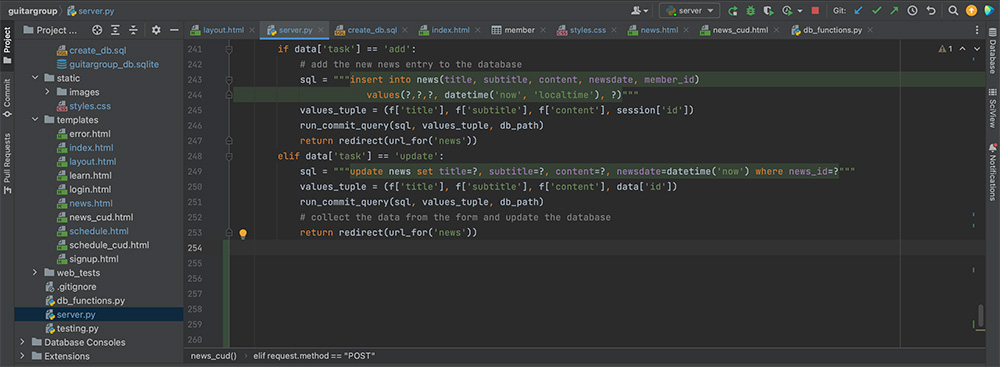 guitargroup
server.py
server
Git:
Project ...
layout.html
server.py
create_db.sql
index.html
member
styles.css
news.html
news_cud.html
db_functions.py
Project
Commit
Pull Requests
create_db.sql
guitargroup_db.sqlite
static
images
styles.css
templates
error.html
index.html
layout.html
learn.html
login.html
news.html
news_cud.html
schedule.html
schedule_cud.html
signup.html
web_tests
.gitignore
db_functions.py
server.py
testing.py
Database Consoles
Extensions
241 if data['task'] == 'add':
242 # add the new news entry to the database
243 sql = """insert into news(title, subtitle, content, newsdate, member_id)
244 values(?,?,?, datetime('now', 'localtime'), ?)"""
245 values_tuple = (f['title'], f['subtitle'], f['content'], session['id'])
246 run_commit_query(sql, values_tuple, db_path)
247 return redirect(url_for('news'))
248 elif data['task'] == 'update':
249 sql = """update news set title=?, subtitle=?, content=?, newsdate=datetime('now') where news_id=?"""
250 values_tuple = (f['title'], f['subtitle'], f['content'], data['id'])
251 run_commit_query(sql, values_tuple, db_path)
252 # collect the data from the form and update the database
253 return redirect(url_for('news'))
254
255
256
257
258
259
260
1
Database
SciView
Notifications
news_cud() elif request.method == "POST"